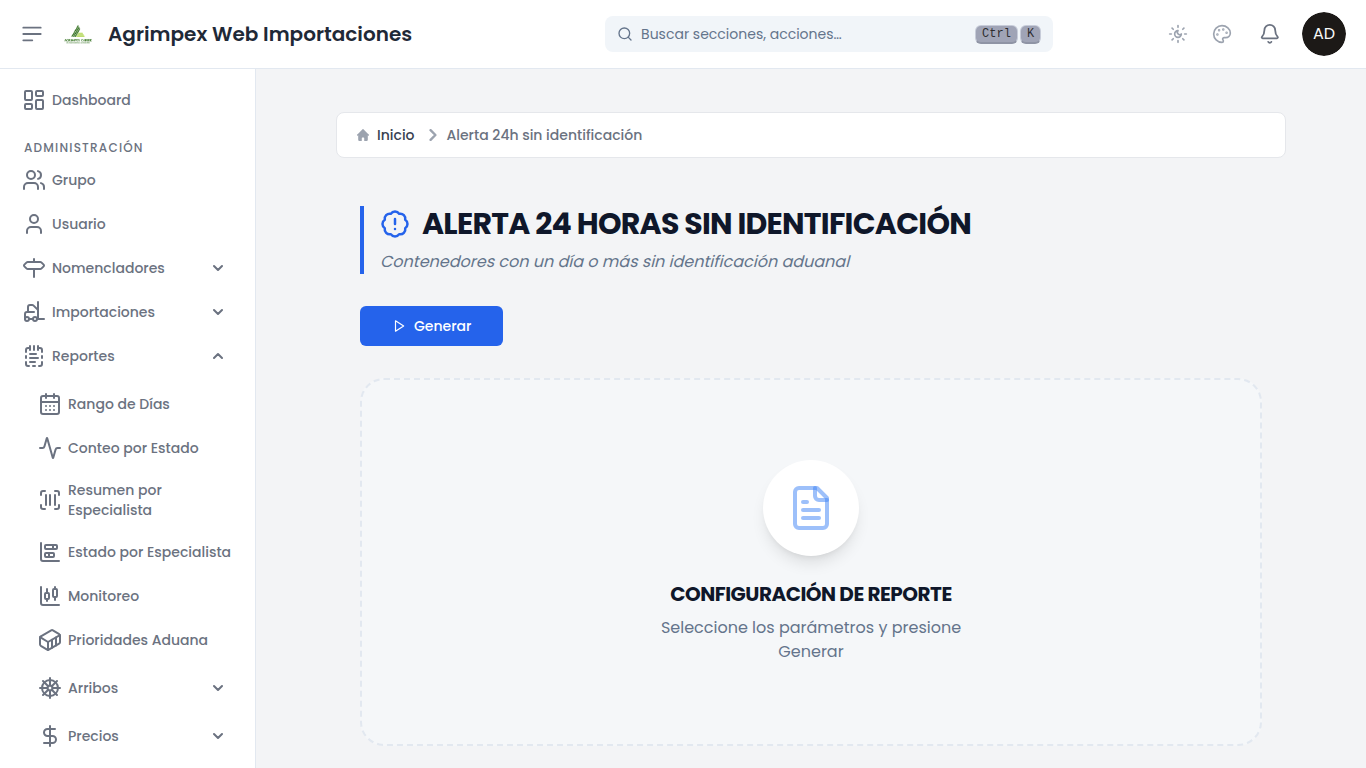 Agrimpex Web Importaciones
Buscar secciones, acciones...
Ctrl K
AD
Dashboard
ADMINISTRACIÓN
Grupo
Usuario
Nomencladores
Importaciones
Reportes
Rango de Días
Conteo por Estado
Resumen por
Especialista
Estado por Especialista
Monitoreo
Prioridades Aduana
Arribos
Precios
Inicio
Alerta 24h sin identificación
ALERTA 24 HORAS SIN IDENTIFICACIÓN
Contenedores con un día o más sin identificación aduanal
Generar
CONFIGURACIÓN DE REPORTE
Seleccione los parámetros y presione
Generar